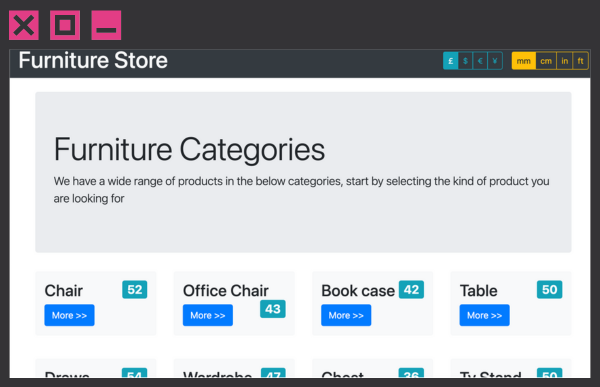 Furniture Store £ $ € ¥ mm cm in ft
Furniture Categories
We have a wide range of products in the below categories, start by selecting the kind of product you
are looking for
Chair 52 Office Chair 43 Book case 42 Table 50
More >> More >> More >> More >>
Draws 54 Wardrobe 47 Chest 36 Tv Stand 50